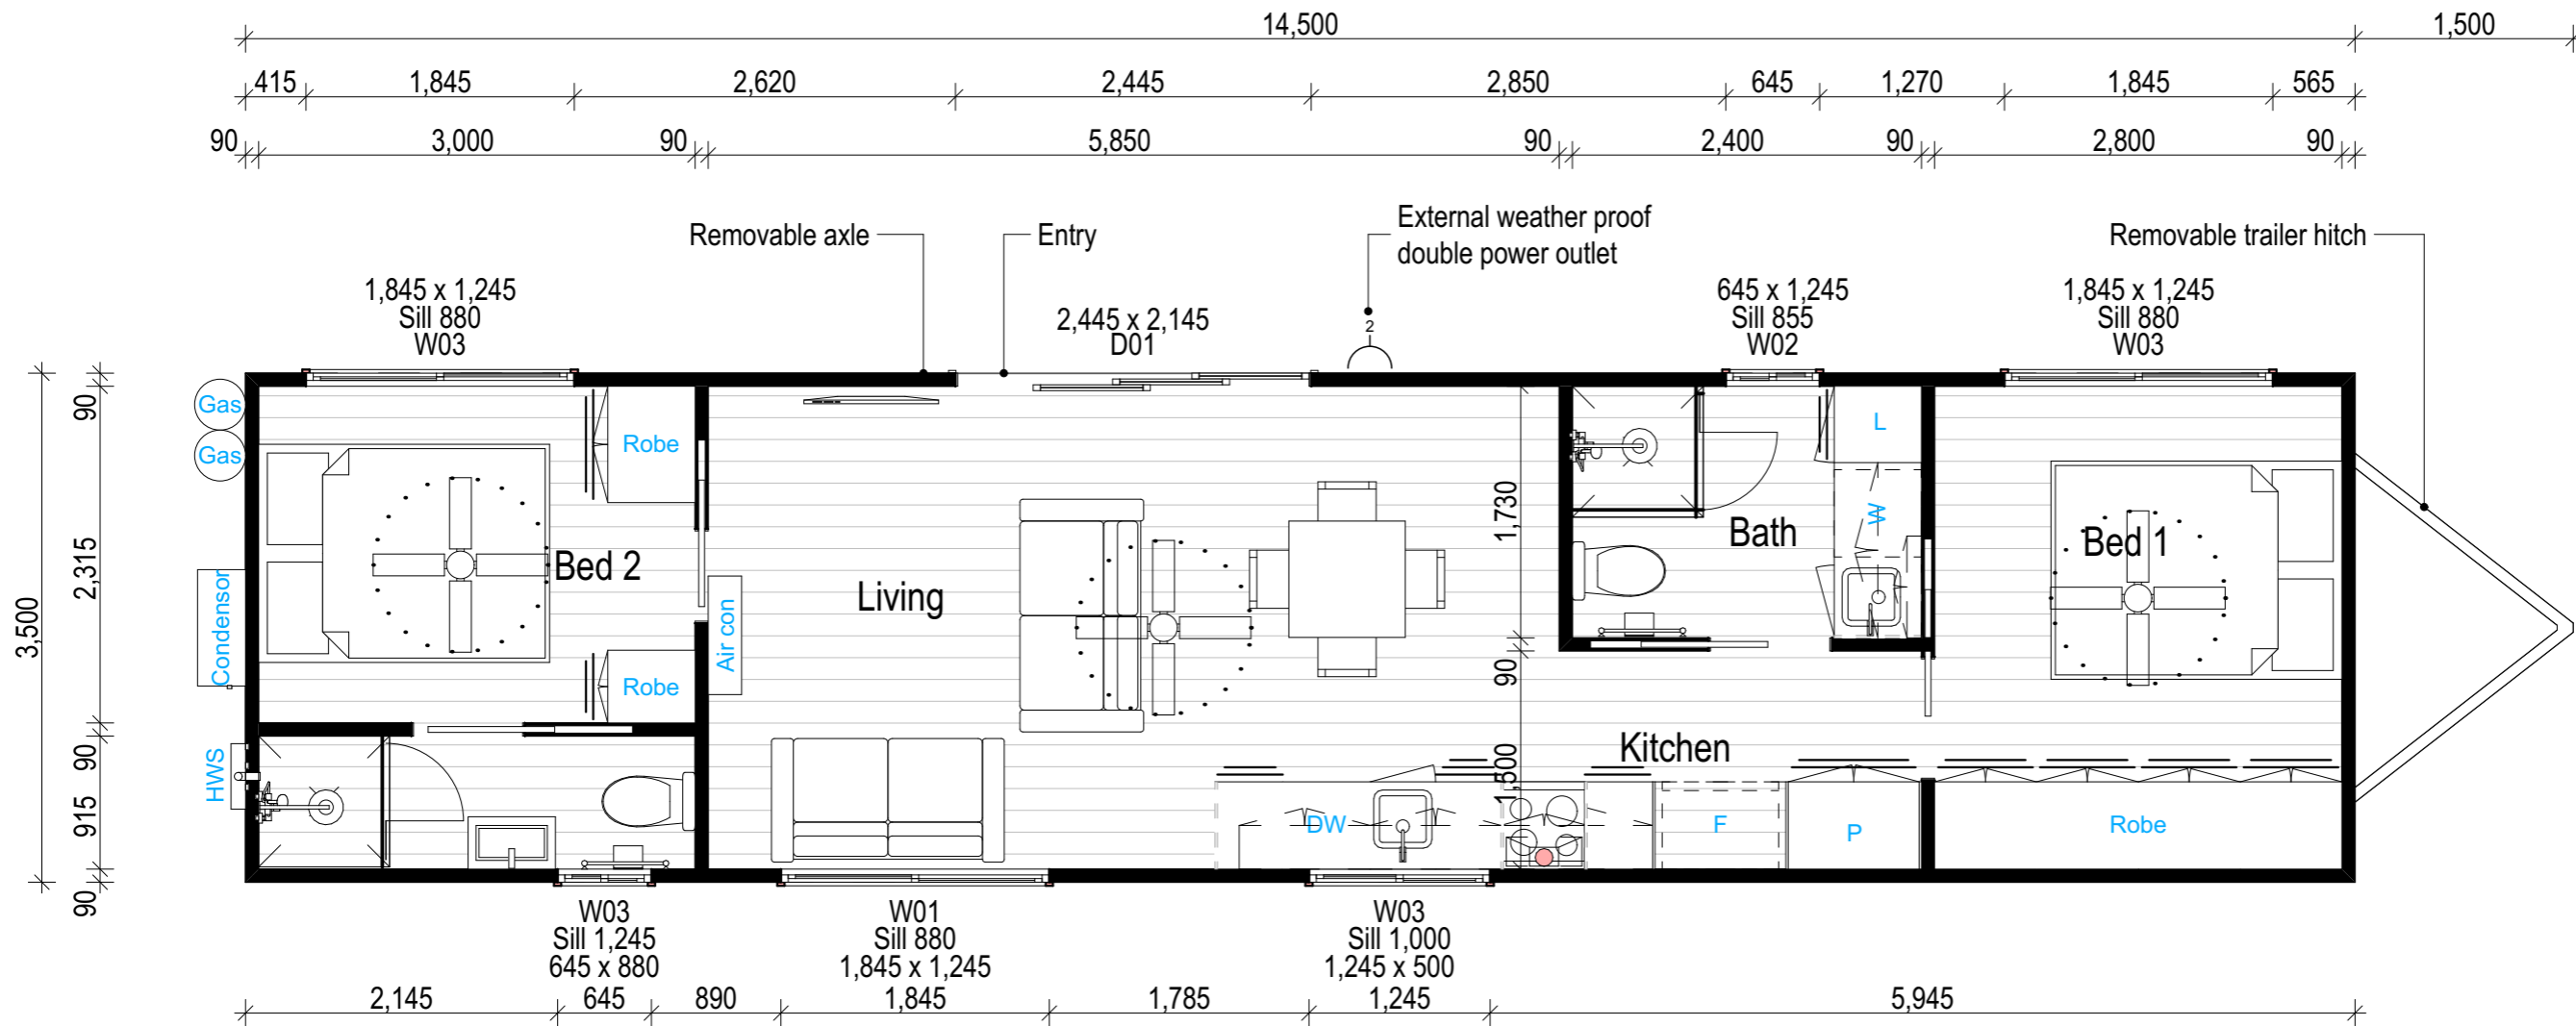 14,500 1,500
415 1,845 2,620 2,445 2,850 645 1,270 1,845 565
90 3,000 90 5,850 90 2,400 90 2,800 90
Removable axle
Entry
External weather proof
double power outlet
Removable trailer hitch
1,845 x 1,245
Sill 880
W03
2,445 x 2,145
D01
2
645 x 1,245
Sill 855
W02
1,845 x 1,245
Sill 880
W03
3,500
90
2,315
90
915
90
Gas
Gas
Condensor
HWS
Robe
Bed 2
Robe
Air con
Living
1,730
90
1,500
Bath
L
W
Bed 1
Kitchen
DW
F
P
Robe
W03
Sill 1,245
645 x 880
W01
Sill 880
1,845 x 1,245
W03
Sill 1,000
1,245 x 500
2,145 645 890 1,845 1,785 1,245 5,945